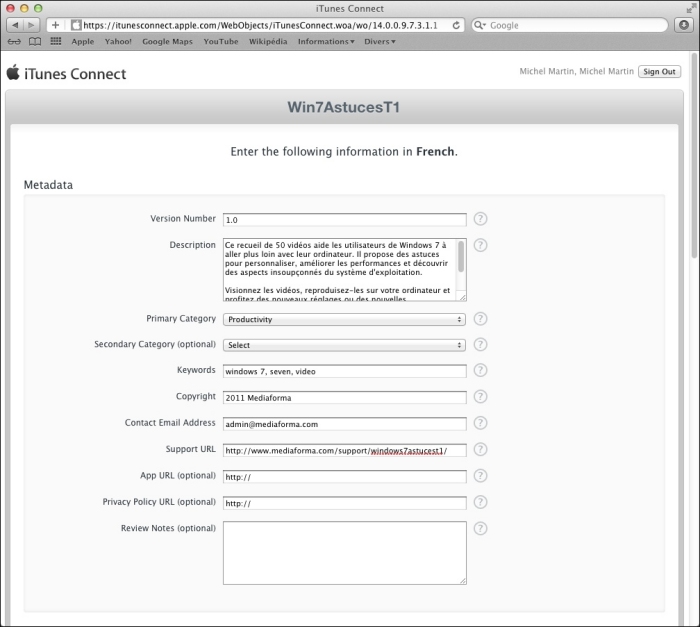 iTunes Connect
https://itunesconnect.apple.com/WebObjects/iTunesConnect.woa/wo/14.0.0.9.7.3.1.1
Google
Apple Yahoo! Google Maps YouTube Wikipédia Informations Divers
iTunes Connect
Michel Martin, Michel Martin Sign Out
Win7AstucesT1
Enter the following information in French.
Metadata
Version Number 1.0 ?
Description ?
Ce recueil de 50 vidéos aide les utilisateurs de Windows 7 à
aller plus loin avec leur ordinateur. Il propose des astuces
pour personnaliser, améliorer les performances et découvrir
des aspects insoupçonnés du système d'exploitation.
Visionnez les vidéos, reproduisez-les sur votre ordinateur et
profitez des nouveaux réglages ou des nouvelles
Primary Category Productivity ?
Secondary Category (optional) Select ?
Keywords windows 7, seven, video ?
Copyright 2011 Mediaforma ?
Contact Email Address admin@mediaforma.com ?
Support URL http://www.mediaforma.com/support/windows7astucest1/ ?
App URL (optional) http:// ?
Privacy Policy URL (optional) http:// ?
Review Notes (optional) ?